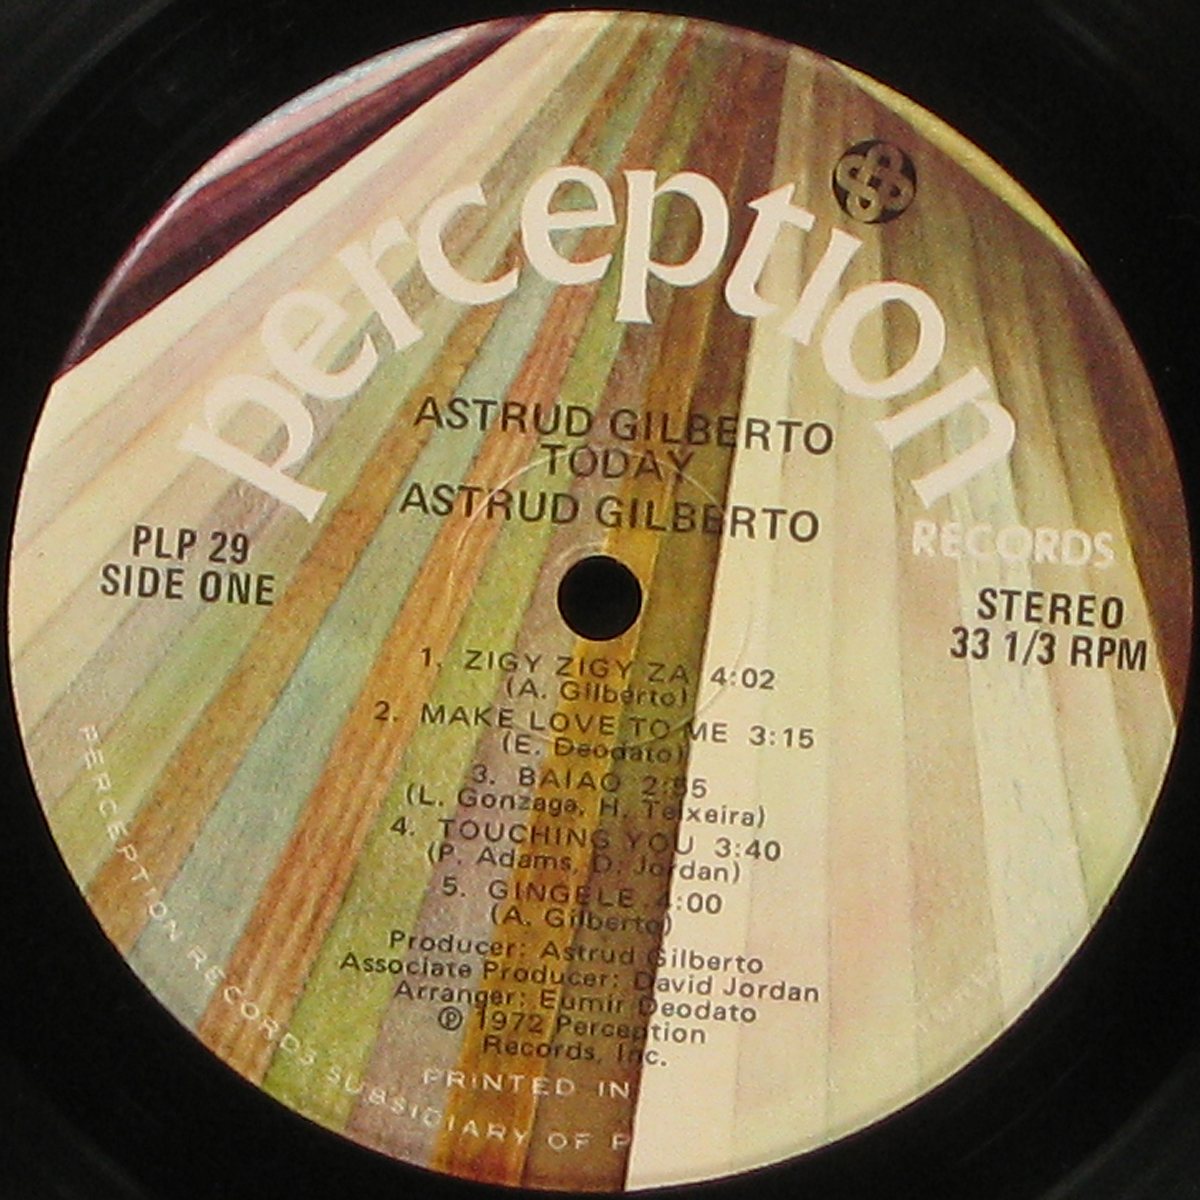 perception
RECORDS
ASTRUD GILBERTO
TODAY
ASTRUD GILBERTO
PLP 29
SIDE ONE
STEREO
33 1/3 RPM
1. ZIGY ZIGY ZA 4:02
(A. Gilberto)
2. MAKE LOVE TO ME 3:15
(E. Deodato)
3. BAIAO 2:55
(L. Gonzaga, H. Teixeira)
4. TOUCHING YOU 3:40
(P. Adams, D. Jordan)
5. GINGELE 4:00
(A. Gilberto)
Producer: Astrud Gilberto
Associate Producer: David Jordan
Arranger: Eumir Deodato
℗ 1972 Perception
Records, Inc.
PRINTED IN
PERCEPTION RECORDS SUBSIDIARY OF P